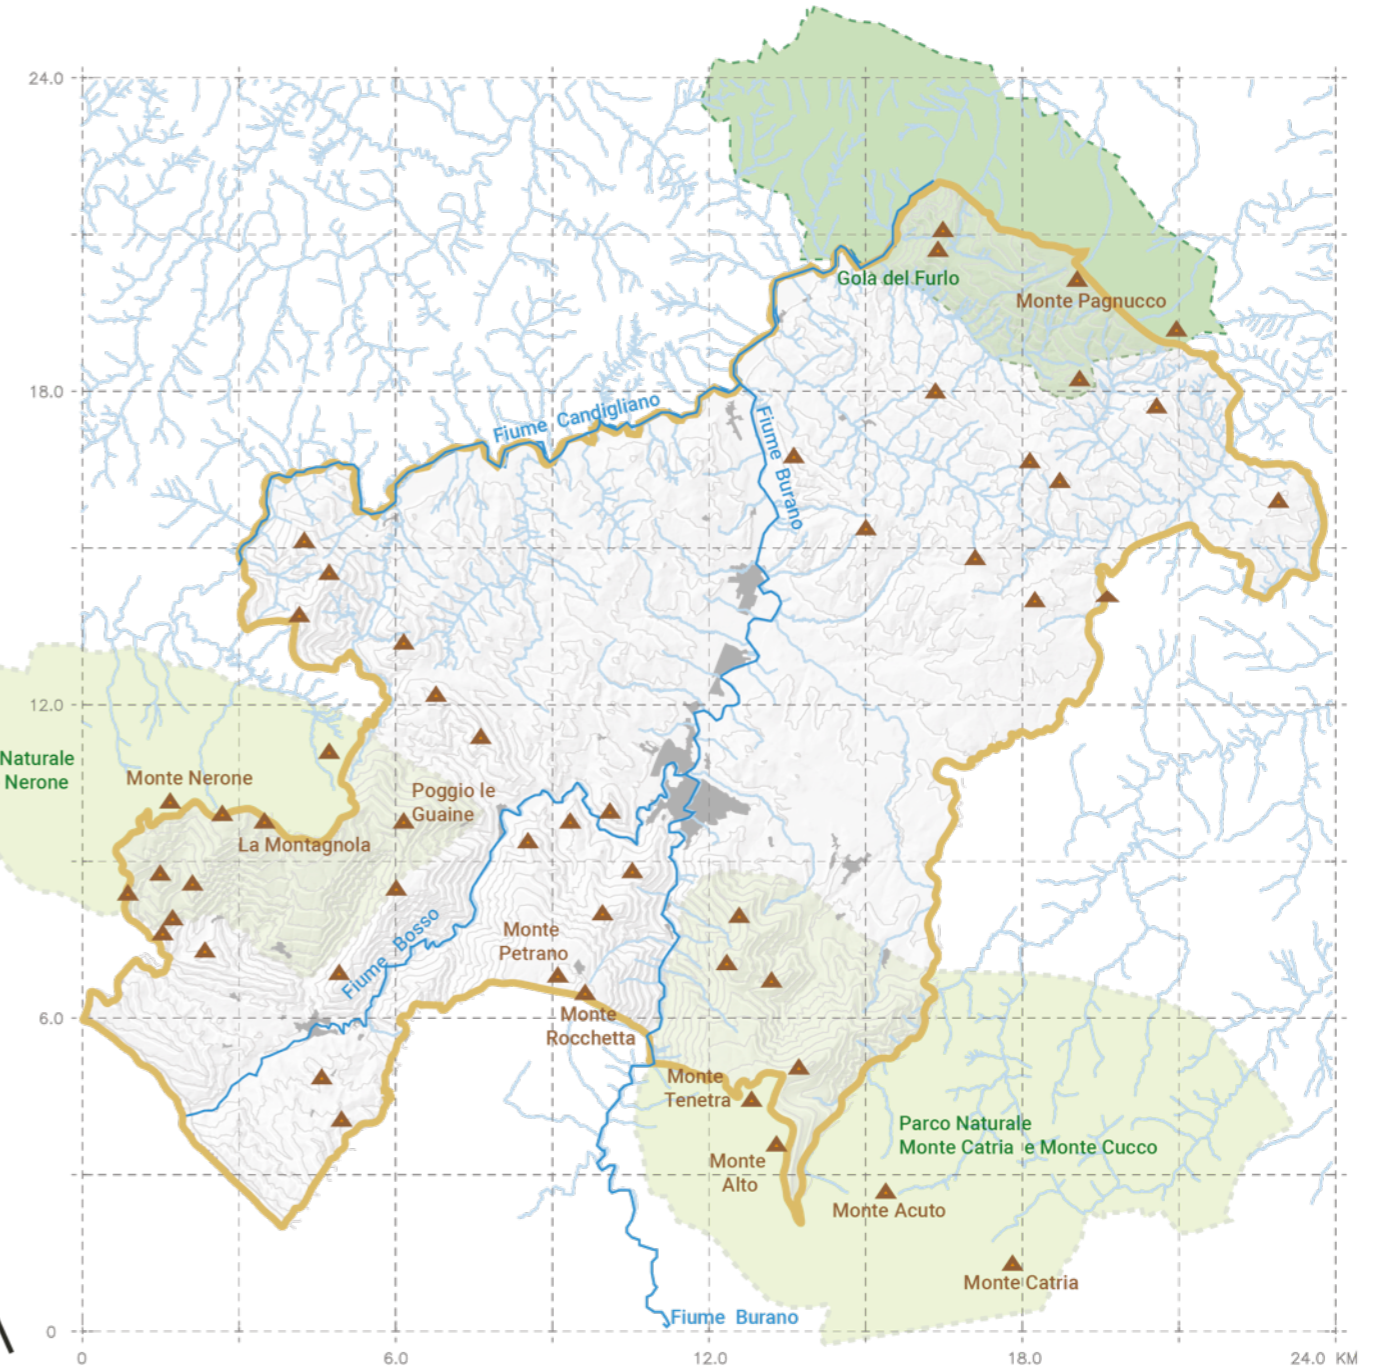 24.0
Gola del Furlo
Monte Pagnucco
18.0
Fiume Candigliano
Fiume Burano
12.0
Naturale
Nerone
Monte Nerone
Poggio le
Guaine
La Montagnola
Fiume Bosso
Monte
Petrano
6.0
Monte
Rocchetta
Monte
Tenetra
Parco Naturale
Monte Catria e Monte Cucco
Monte
Alto
Monte Acuto
Monte Catria
Fiume Burano
0
0
6.0
12.0
18.0
24.0 KM